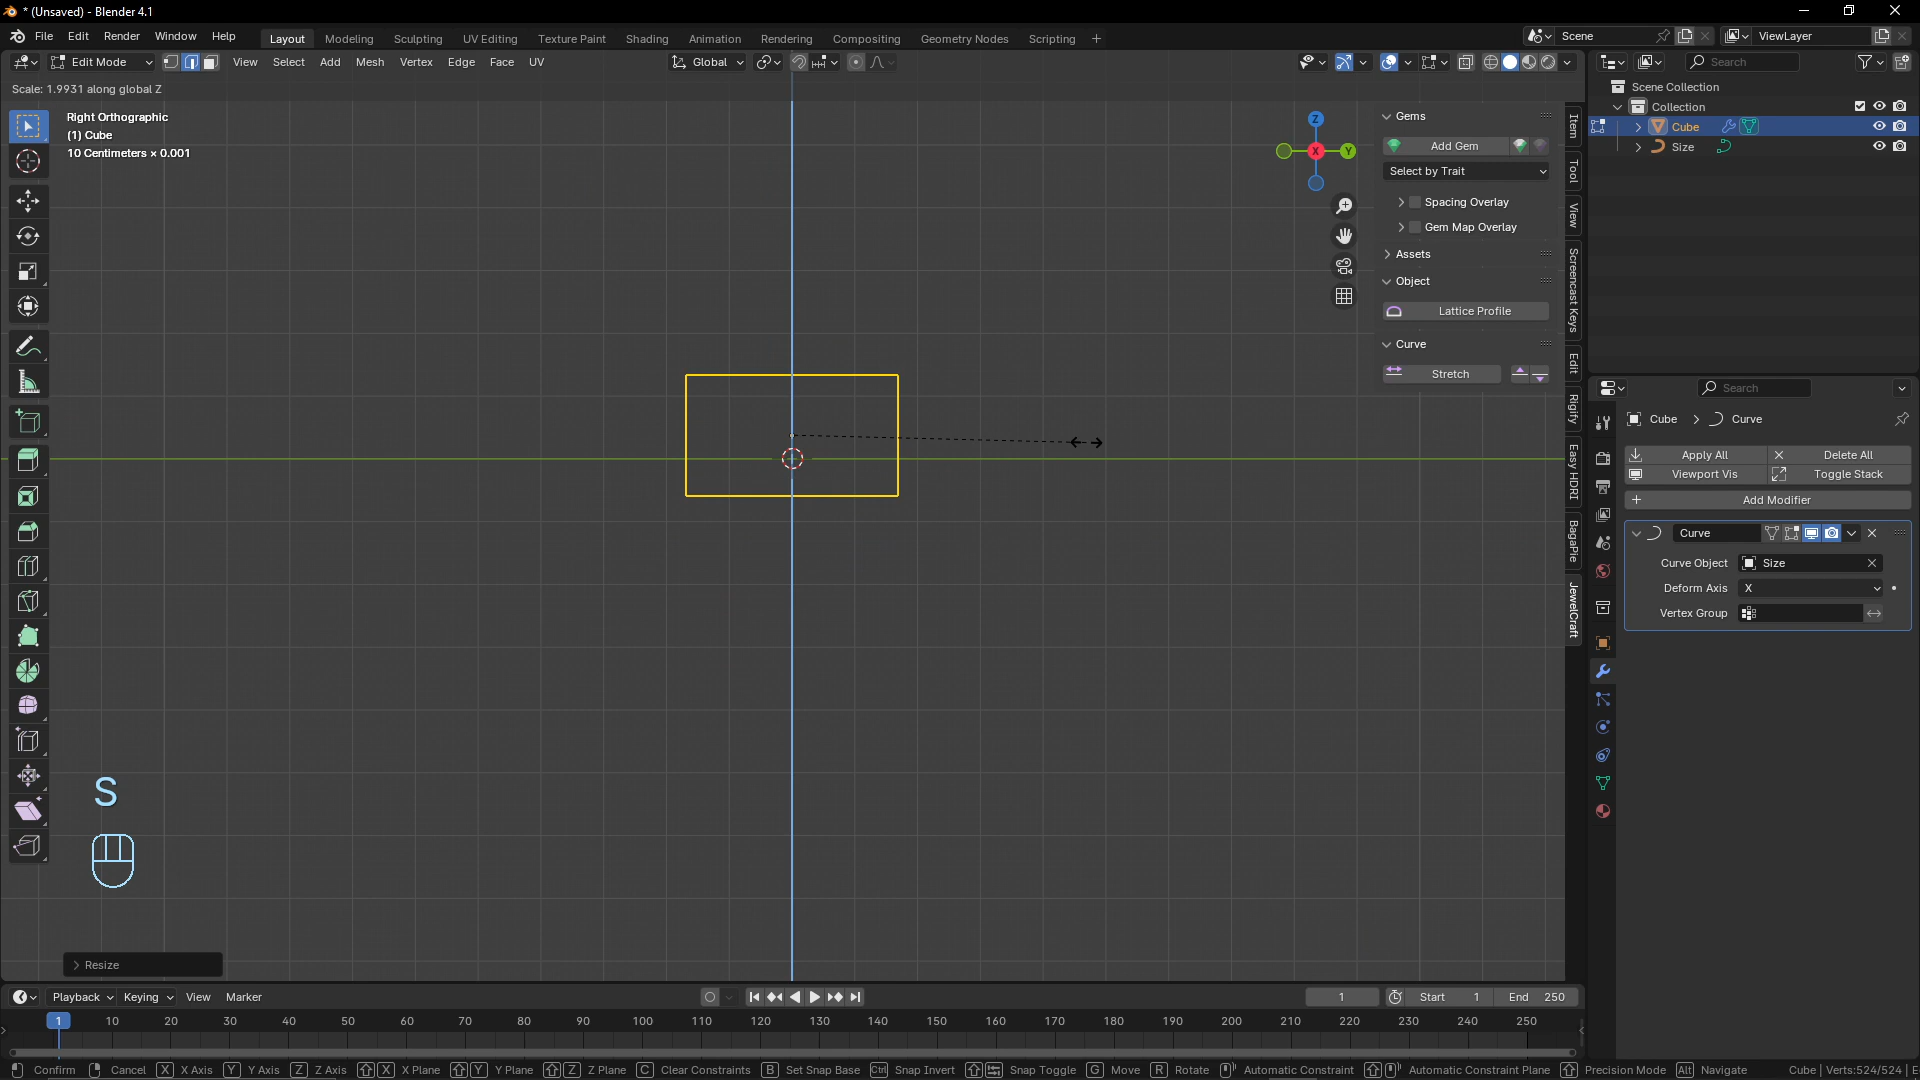 * (Unsaved) - Blender 4.1
File Edit Render Window Help
Layout Modeling Sculpting UV Editing Texture Paint Shading Animation Rendering Compositing Geometry Nodes Scripting +
Scene
ViewLayer
Edit Mode
View Select Add Mesh Vertex Edge Face UV
Global
Search
Scale: 1.9931 along global Z
Right Orthographic
(1) Cube
10 Centimeters × 0.001
Z
X
Y
Gems
Add Gem
Select by Trait
Spacing Overlay
Gem Map Overlay
Assets
Object
Lattice Profile
Curve
Stretch
Item
Tool
View
Screencast Keys
Edit
Rigify
Easy HDRI
BagaPie
JewelCraft
Scene Collection
Collection
Cube
Size
Search
Cube > Curve
Apply All Delete All
Viewport Vis Toggle Stack
Add Modifier
Curve
Curve Object Size
Deform Axis X
Vertex Group
S
Resize
Playback Keying View Marker
1 Start 1 End 250
1 10 20 30 40 50 60 70 80 90 100 110 120 130 140 150 160 170 180 190 200 210 220 230 240 250
Confirm Cancel X X Axis Y Y Axis Z Z Axis X X Plane Y Y Plane Z Z Plane C Clear Constraints B Set Snap Base Ctrl Snap Invert Snap Toggle G Move R Rotate Automatic Constraint Automatic Constraint Plane Precision Mode Alt Navigate Cube | Verts:524/524 | E